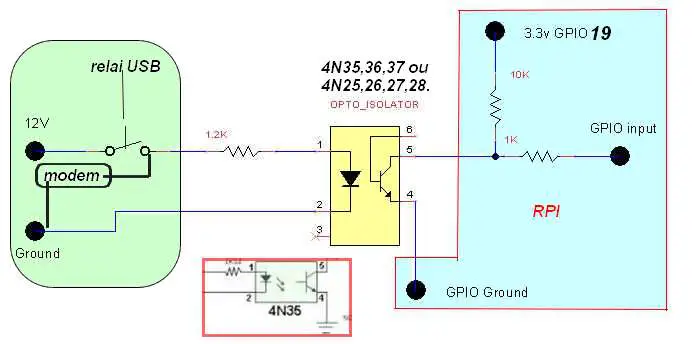 relai USB
12V
modem
Ground
1.2K
4N35,36,37 ou
4N25,26,27,28.
OPTO_ISOLATOR
1
2
3
6
5
4
3.3v GPIO 19
10K
1K
GPIO input
RPI
GPIO Ground
1
2
5
4
4N35